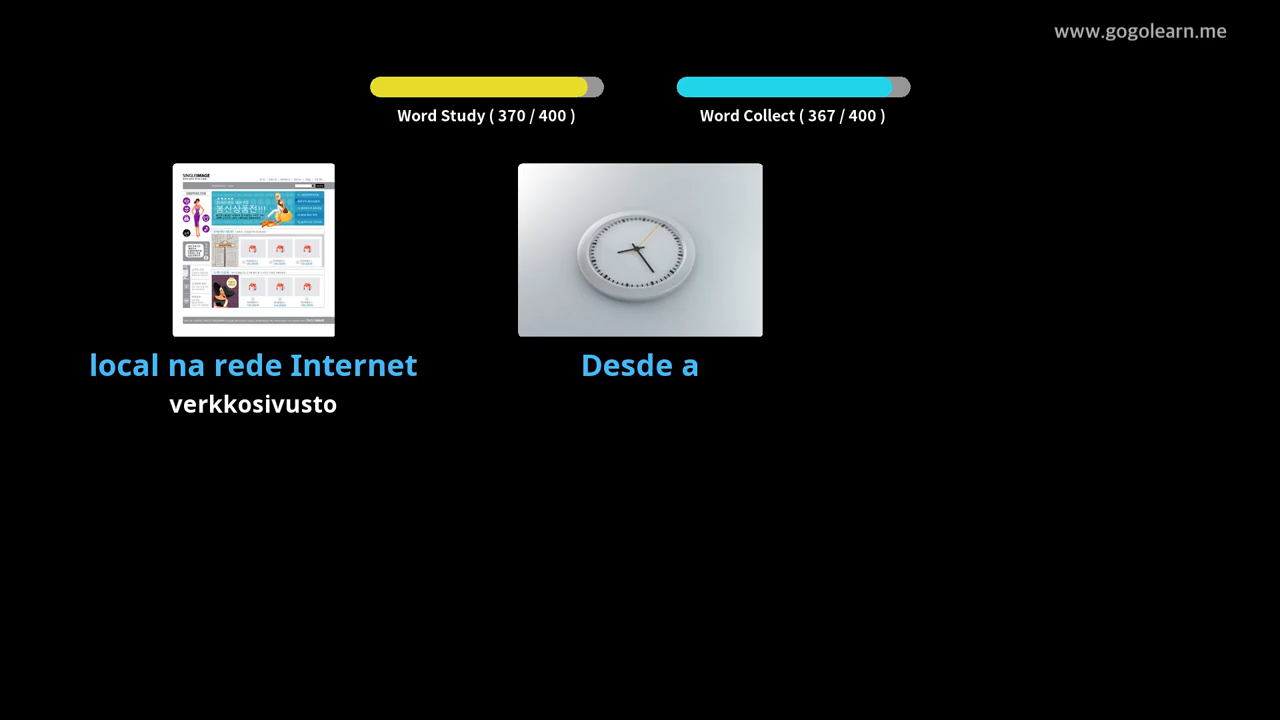 www.gogolearn.me
Word Study ( 370 / 400 )
Word Collect ( 367 / 400 )
local na rede Internet
verkkosivusto
Desde a